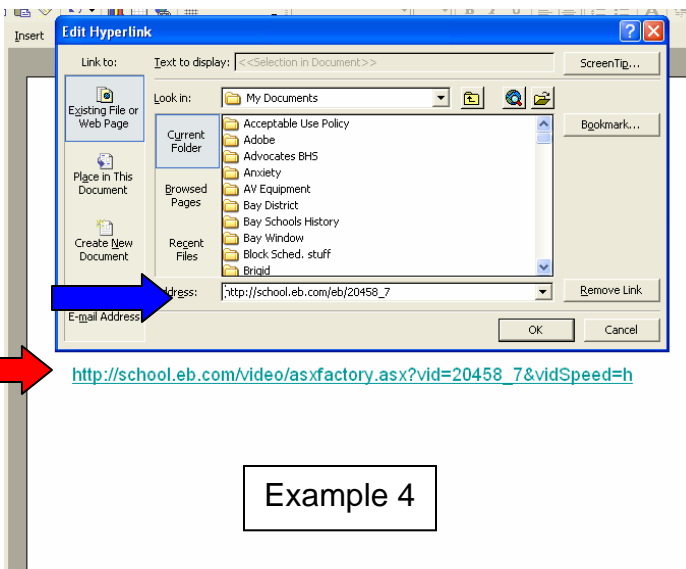 Insert
Edit Hyperlink
Link to:
Text to display: <<Selection in Document>>
ScreenTip...
Existing File or
Web Page
Look in: My Documents
Bookmark...
Current
Folder
Acceptable Use Policy
Adobe
Advocates BHS
Anxiety
Place in This
Document
Browsed
Pages
AV Equipment
Bay District
Bay Schools History
Bay Window
Create New
Document
Recent
Files
Block Sched. stuff
Brigid
http://school.eb.com/eb/20458_7
Remove Link
E-mail Address
OK
Cancel
http://school.eb.com/video/asxfactory.asx?vid=20458_7&vidSpeed=h
Example 4